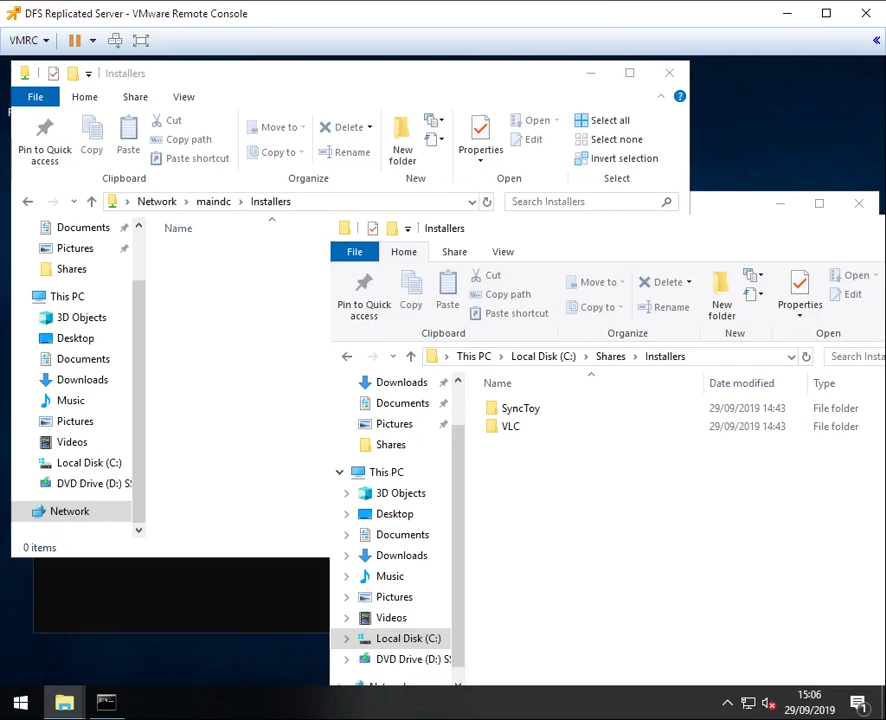 DFS Replicated Server - VMware Remote Console
VMRC
Installers
File Home Share View
Pin to Quick access
Copy
Paste
Cut
Copy path
Paste shortcut
Clipboard
Move to
Copy to
Delete
Rename
Organize
New folder
New
Properties
Open
Edit
Open
Select all
Select none
Invert selection
Select
Network maindc Installers
Search Installers
Name
Documents
Pictures
Shares
This PC
3D Objects
Desktop
Documents
Downloads
Music
Pictures
Videos
Local Disk (C:)
DVD Drive (D:) S
Network
0 items
Installers
File Home Share View
Pin to Quick access
Copy
Paste
Cut
Copy path
Paste shortcut
Clipboard
Move to
Copy to
Delete
Rename
Organize
New folder
New
Properties
Open
Edit
Open
This PC Local Disk (C:) Shares Installers
Search Insta
Name Date modified Type
SyncToy 29/09/2019 14:43 File folder
VLC 29/09/2019 14:43 File folder
Downloads
Documents
Pictures
Shares
This PC
3D Objects
Desktop
Documents
Downloads
Music
Pictures
Videos
Local Disk (C:)
DVD Drive (D:) S
15:06
29/09/2019
1